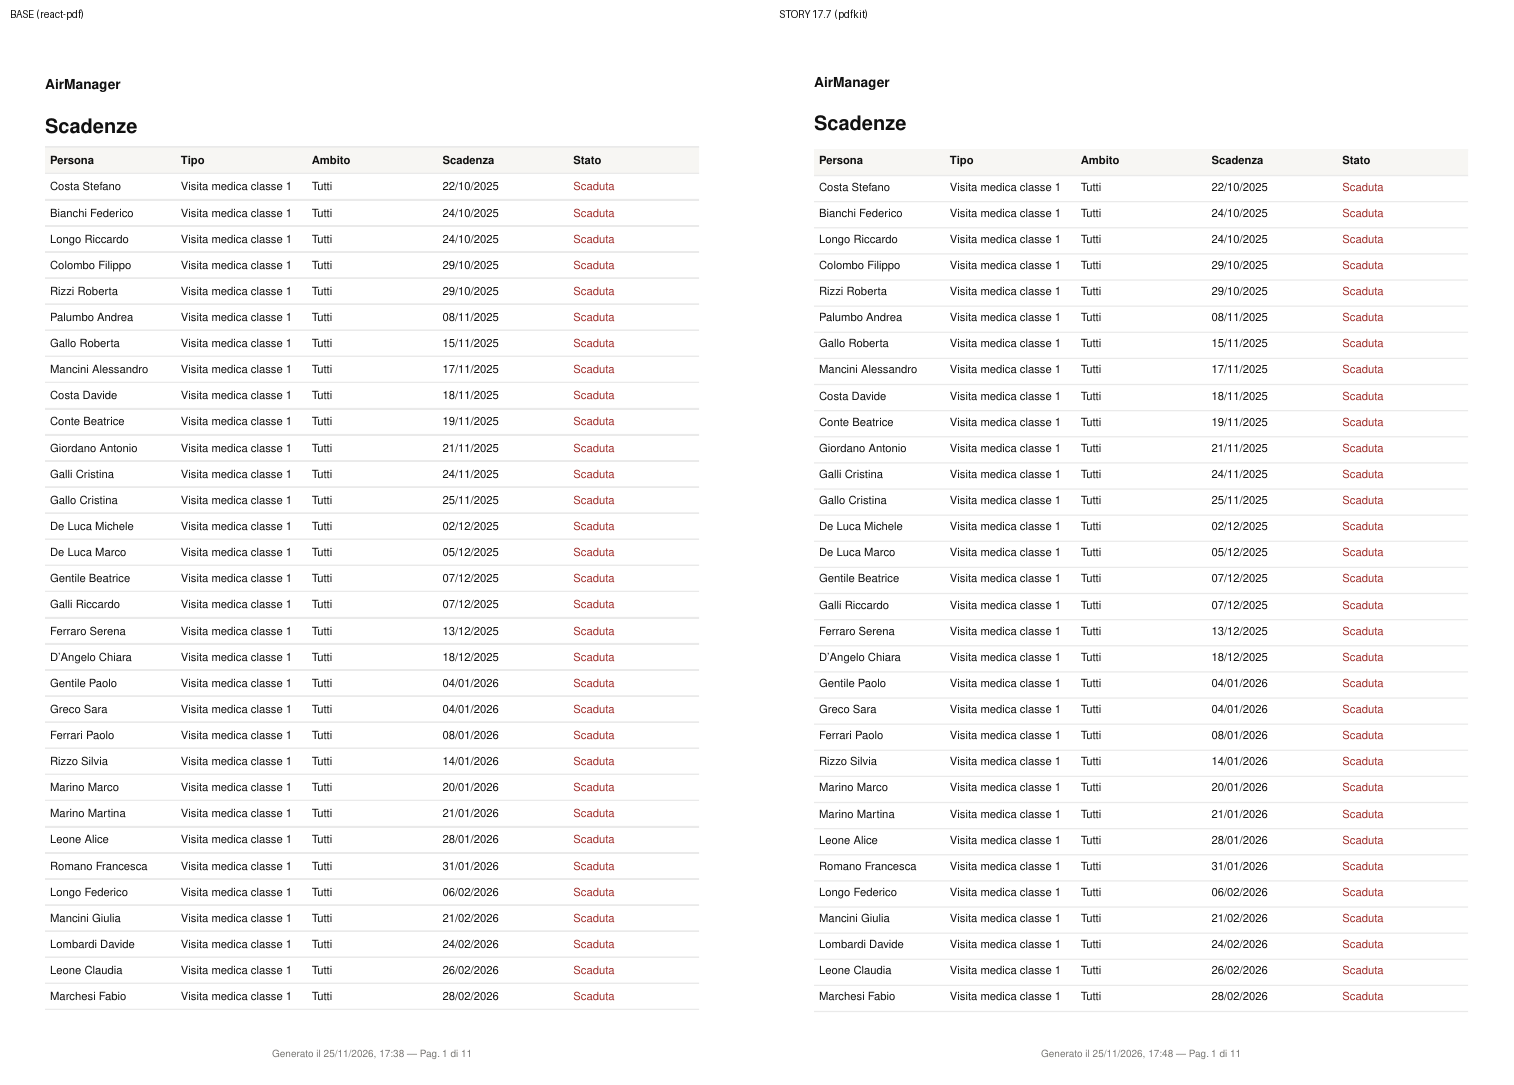 BASE (react-pdf)
AirManager
Scadenze
Persona Tipo Ambito Scadenza Stato
Costa Stefano Visita medica classe 1 Tutti 22/10/2025 Scaduta
Bianchi Federico Visita medica classe 1 Tutti 24/10/2025 Scaduta
Longo Riccardo Visita medica classe 1 Tutti 24/10/2025 Scaduta
Colombo Filippo Visita medica classe 1 Tutti 29/10/2025 Scaduta
Rizzi Roberta Visita medica classe 1 Tutti 29/10/2025 Scaduta
Palumbo Andrea Visita medica classe 1 Tutti 08/11/2025 Scaduta
Gallo Roberta Visita medica classe 1 Tutti 15/11/2025 Scaduta
Mancini Alessandro Visita medica classe 1 Tutti 17/11/2025 Scaduta
Costa Davide Visita medica classe 1 Tutti 18/11/2025 Scaduta
Conte Beatrice Visita medica classe 1 Tutti 19/11/2025 Scaduta
Giordano Antonio Visita medica classe 1 Tutti 21/11/2025 Scaduta
Galli Cristina Visita medica classe 1 Tutti 24/11/2025 Scaduta
Gallo Cristina Visita medica classe 1 Tutti 25/11/2025 Scaduta
De Luca Michele Visita medica classe 1 Tutti 02/12/2025 Scaduta
De Luca Marco Visita medica classe 1 Tutti 05/12/2025 Scaduta
Gentile Beatrice Visita medica classe 1 Tutti 07/12/2025 Scaduta
Galli Riccardo Visita medica classe 1 Tutti 07/12/2025 Scaduta
Ferraro Serena Visita medica classe 1 Tutti 13/12/2025 Scaduta
D'Angelo Chiara Visita medica classe 1 Tutti 18/12/2025 Scaduta
Gentile Paolo Visita medica classe 1 Tutti 04/01/2026 Scaduta
Greco Sara Visita medica classe 1 Tutti 04/01/2026 Scaduta
Ferrari Paolo Visita medica classe 1 Tutti 08/01/2026 Scaduta
Rizzo Silvia Visita medica classe 1 Tutti 14/01/2026 Scaduta
Marino Marco Visita medica classe 1 Tutti 20/01/2026 Scaduta
Marino Martina Visita medica classe 1 Tutti 21/01/2026 Scaduta
Leone Alice Visita medica classe 1 Tutti 28/01/2026 Scaduta
Romano Francesca Visita medica classe 1 Tutti 31/01/2026 Scaduta
Longo Federico Visita medica classe 1 Tutti 06/02/2026 Scaduta
Mancini Giulia Visita medica classe 1 Tutti 21/02/2026 Scaduta
Lombardi Davide Visita medica classe 1 Tutti 24/02/2026 Scaduta
Leone Claudia Visita medica classe 1 Tutti 26/02/2026 Scaduta
Marchesi Fabio Visita medica classe 1 Tutti 28/02/2026 Scaduta
Generato il 25/11/2026, 17:38 — Pag. 1 di 11
STORY 17.7 (pdfkit)
AirManager
Scadenze
Persona Tipo Ambito Scadenza Stato
Costa Stefano Visita medica classe 1 Tutti 22/10/2025 Scaduta
Bianchi Federico Visita medica classe 1 Tutti 24/10/2025 Scaduta
Longo Riccardo Visita medica classe 1 Tutti 24/10/2025 Scaduta
Colombo Filippo Visita medica classe 1 Tutti 29/10/2025 Scaduta
Rizzi Roberta Visita medica classe 1 Tutti 29/10/2025 Scaduta
Palumbo Andrea Visita medica classe 1 Tutti 08/11/2025 Scaduta
Gallo Roberta Visita medica classe 1 Tutti 15/11/2025 Scaduta
Mancini Alessandro Visita medica classe 1 Tutti 17/11/2025 Scaduta
Costa Davide Visita medica classe 1 Tutti 18/11/2025 Scaduta
Conte Beatrice Visita medica classe 1 Tutti 19/11/2025 Scaduta
Giordano Antonio Visita medica classe 1 Tutti 21/11/2025 Scaduta
Galli Cristina Visita medica classe 1 Tutti 24/11/2025 Scaduta
Gallo Cristina Visita medica classe 1 Tutti 25/11/2025 Scaduta
De Luca Michele Visita medica classe 1 Tutti 02/12/2025 Scaduta
De Luca Marco Visita medica classe 1 Tutti 05/12/2025 Scaduta
Gentile Beatrice Visita medica classe 1 Tutti 07/12/2025 Scaduta
Galli Riccardo Visita medica classe 1 Tutti 07/12/2025 Scaduta
Ferraro Serena Visita medica classe 1 Tutti 13/12/2025 Scaduta
D'Angelo Chiara Visita medica classe 1 Tutti 18/12/2025 Scaduta
Gentile Paolo Visita medica classe 1 Tutti 04/01/2026 Scaduta
Greco Sara Visita medica classe 1 Tutti 04/01/2026 Scaduta
Ferrari Paolo Visita medica classe 1 Tutti 08/01/2026 Scaduta
Rizzo Silvia Visita medica classe 1 Tutti 14/01/2026 Scaduta
Marino Marco Visita medica classe 1 Tutti 20/01/2026 Scaduta
Marino Martina Visita medica classe 1 Tutti 21/01/2026 Scaduta
Leone Alice Visita medica classe 1 Tutti 28/01/2026 Scaduta
Romano Francesca Visita medica classe 1 Tutti 31/01/2026 Scaduta
Longo Federico Visita medica classe 1 Tutti 06/02/2026 Scaduta
Mancini Giulia Visita medica classe 1 Tutti 21/02/2026 Scaduta
Lombardi Davide Visita medica classe 1 Tutti 24/02/2026 Scaduta
Leone Claudia Visita medica classe 1 Tutti 26/02/2026 Scaduta
Marchesi Fabio Visita medica classe 1 Tutti 28/02/2026 Scaduta
Generato il 25/11/2026, 17:48 — Pag. 1 di 11